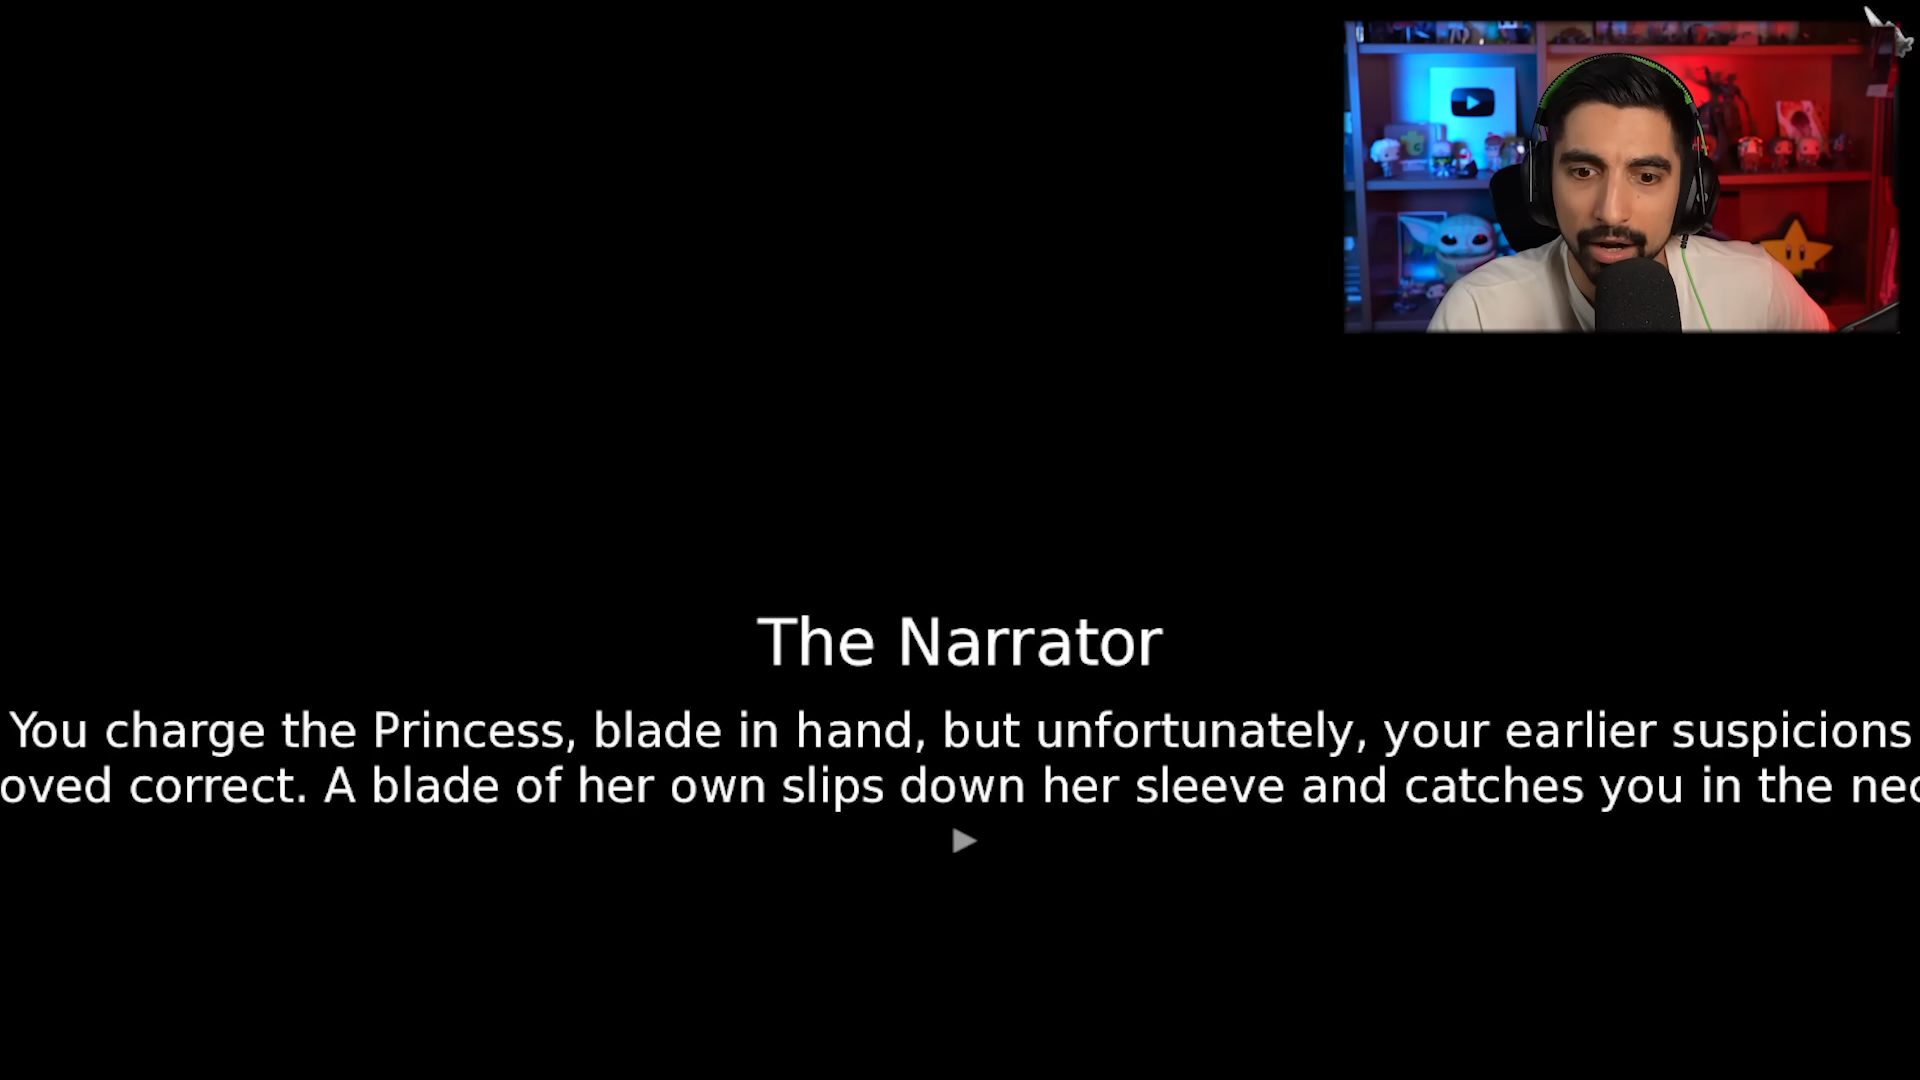 The Narrator
You charge the Princess, blade in hand, but unfortunately, your earlier suspicions
oved correct. A blade of her own slips down her sleeve and catches you in the nec